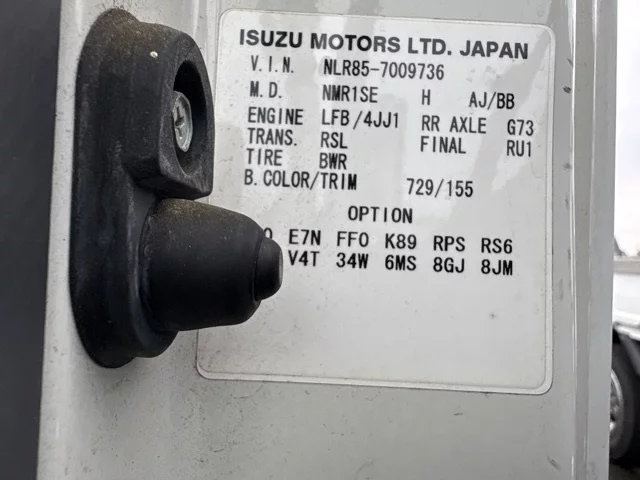 ISUZU MOTORS LTD. JAPAN
V.I.N. NLR85-7009736
M.D. NMR1SE H AJ/BB
ENGINE LFB/4JJ1 RR AXLE G73
TRANS. RSL FINAL RU1
TIRE BWR
B.COLOR/TRIM 729/155
OPTION
E7N FF0 K89 RPS RS6
V4T 34W 6MS 8GJ 8JM